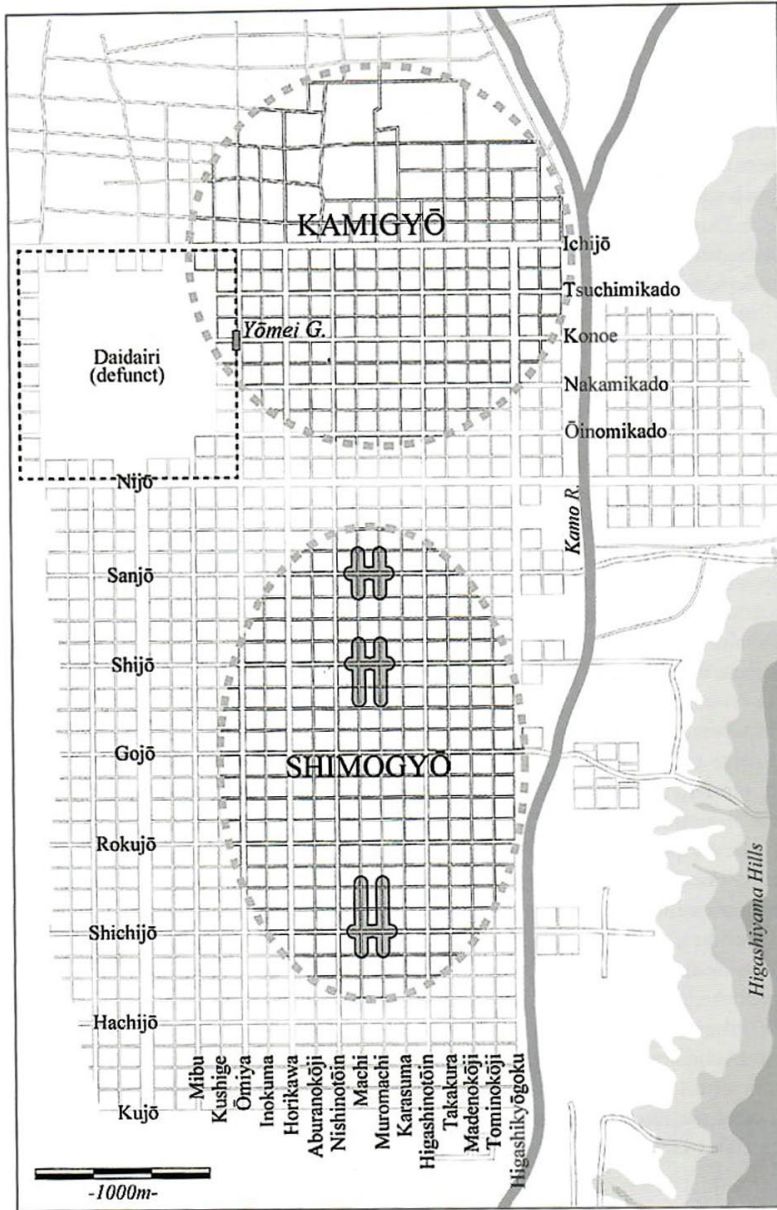 KAMIGYŌ
Ichijō
Tsuchimikado
Yōmei G.
Konoe
Daidairi
(defunct)
Nakamikado
Ōinomikado
Nijō
Kamo R.
Sanjō
Shijō
Gojō
SHIMOGYŌ
Rokujō
Higashiyama Hills
Shichijō
Hachijō
Kujō
Mibu
Kushige
Ōmiya
Inokuma
Horikawa
Aburanokōji
Nishinotōin
Machi
Muromachi
Karasuma
Higashinotōin
Takakura
Madenokōji
Tominokōji
Higashikyōgoku
-1000m-